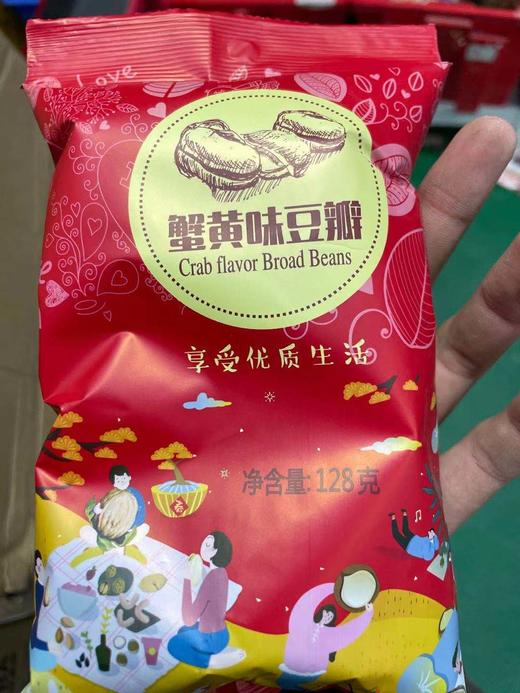 Love
蟹黄味豆瓣
Crab flavor Broad Beans
享受优质生活
净含量:128克